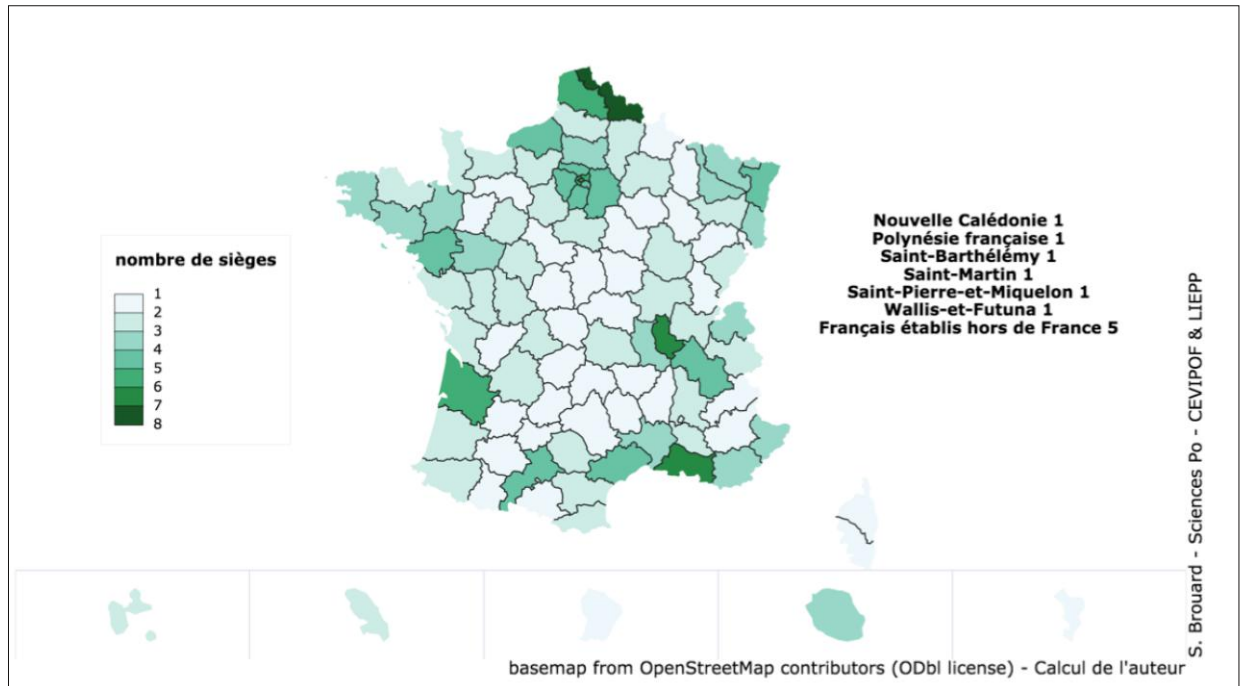 nombre de sièges
1
2
3
4
5
6
7
8
Nouvelle Calédonie 1
Polynésie française 1
Saint-Barthélémy 1
Saint-Martin 1
Saint-Pierre-et-Miquelon 1
Wallis-et-Futuna 1
Français établis hors de France 5
S. Brouard - Sciences Po - CEVIPOF & LIEPP
basemap from OpenStreetMap contributors (ODbl license) - Calcul de l'auteur